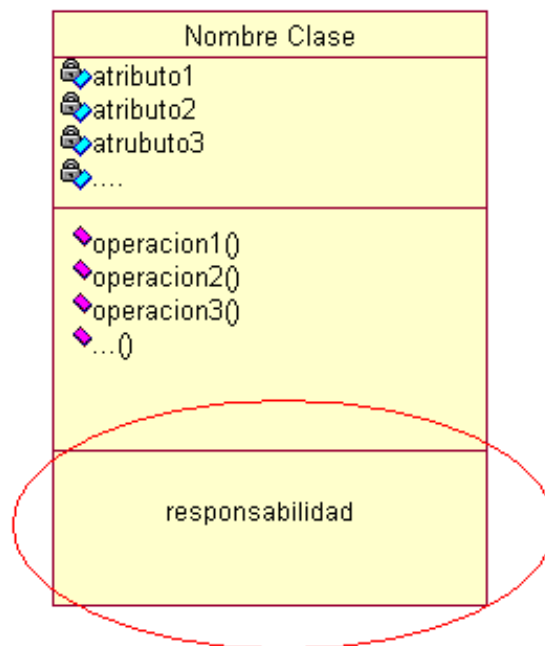 Nombre Clase
atributo1
atributo2
atrubuto3
....
operacion1()
operacion2()
operacion3()
...()
responsabilidad